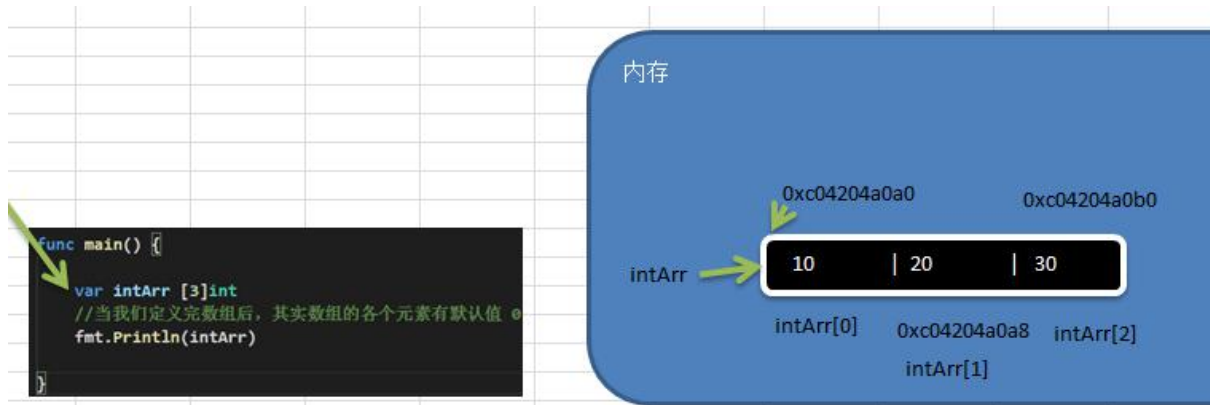 func main() {
var intArr [3]int
//当我们定义完数组后，其实数组的各个元素有默认值 0
fmt.Println(intArr)
}
内存
0xc04204a0a0 0xc04204a0b0
intArr 10 | 20 | 30
intArr[0] 0xc04204a0a8 intArr[2]
intArr[1]